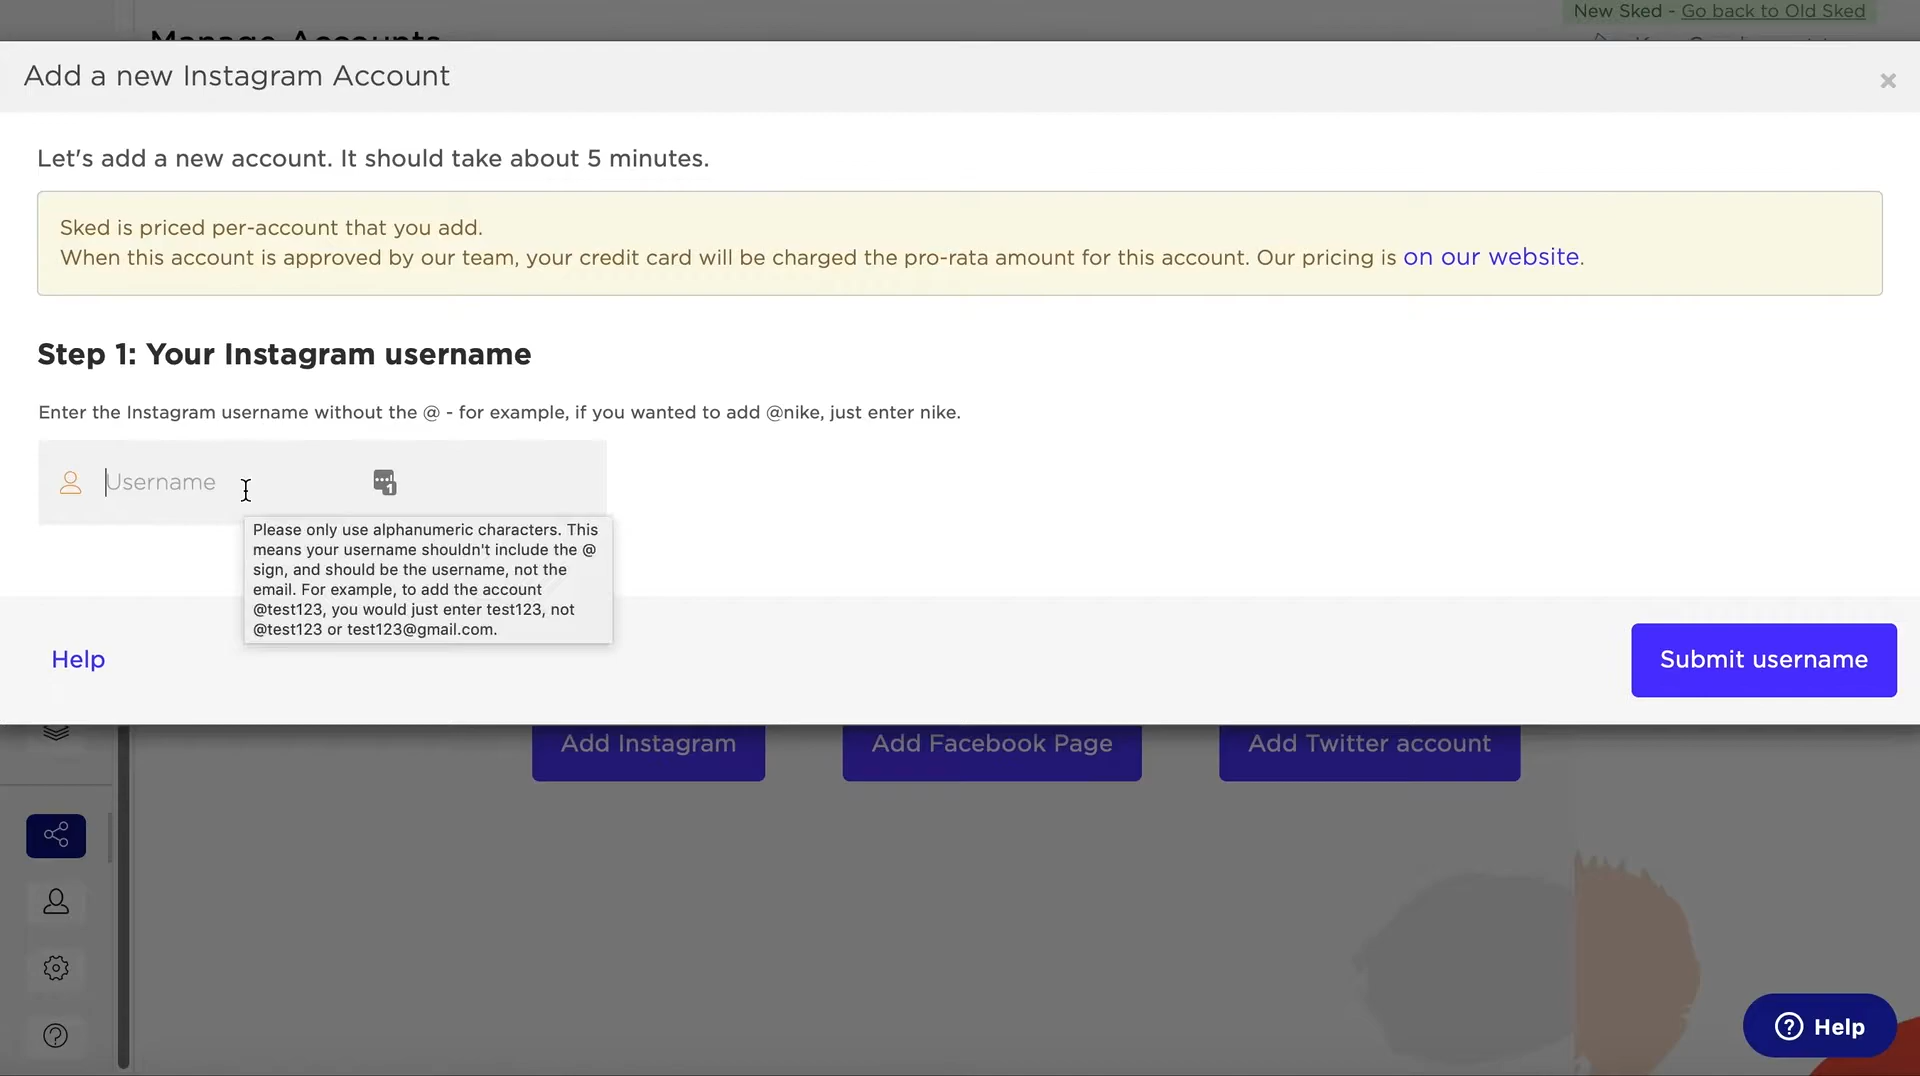 New Sked - Go back to Old Sked
Manage Accounts
Add a new Instagram Account
×
Let's add a new account. It should take about 5 minutes.
Sked is priced per-account that you add.
When this account is approved by our team, your credit card will be charged the pro-rata amount for this account. Our pricing is on our website.
Step 1: Your Instagram username
Enter the Instagram username without the @ - for example, if you wanted to add @nike, just enter nike.
Username
1
Please only use alphanumeric characters. This
means your username shouldn't include the @
sign, and should be the username, not the
email. For example, to add the account
@test123, you would just enter test123, not
@test123 or test123@gmail.com.
Help
Submit username
Add Instagram
Add Facebook Page
Add Twitter account
Help